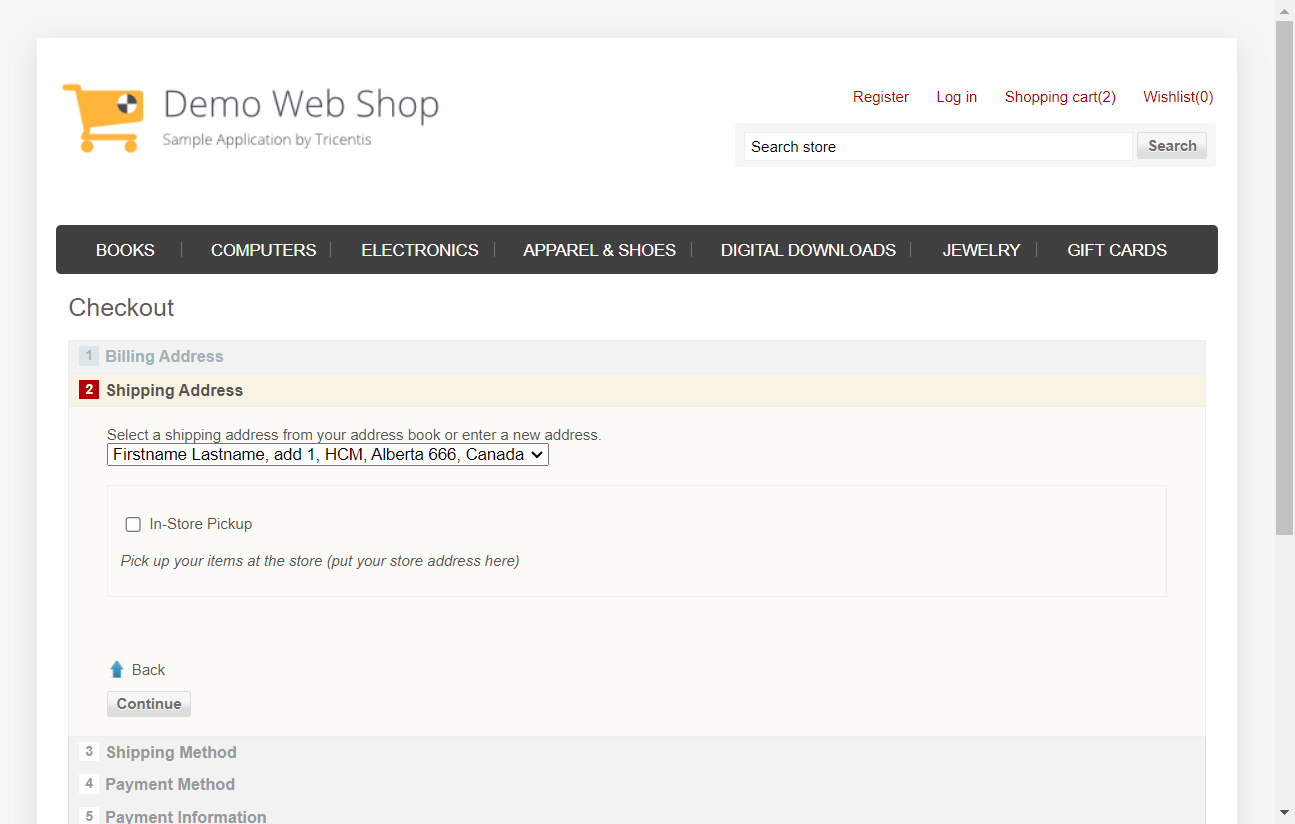 Demo Web Shop
Sample Application by Tricentis
Register Log in Shopping cart(2) Wishlist(0)
Search store Search
BOOKS COMPUTERS ELECTRONICS APPAREL & SHOES DIGITAL DOWNLOADS JEWELRY GIFT CARDS
Checkout
1 Billing Address
2 Shipping Address
Select a shipping address from your address book or enter a new address.
Firstname Lastname, add 1, HCM, Alberta 666, Canada
In-Store Pickup
Pick up your items at the store (put your store address here)
Back
Continue
3 Shipping Method
4 Payment Method
5 Payment Information